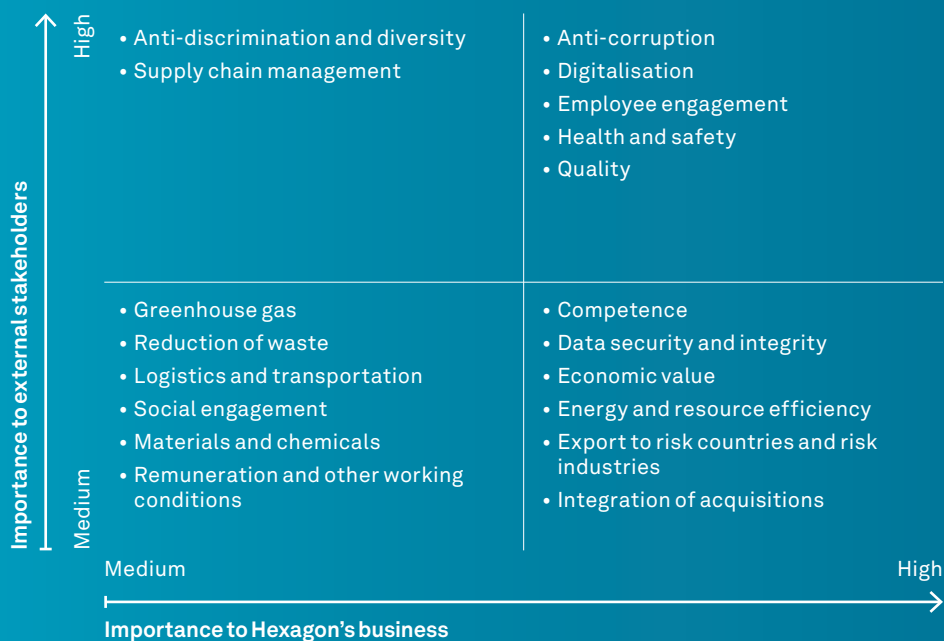 High
• Anti-discrimination and diversity
• Supply chain management
• Anti-corruption
• Digitalisation
• Employee engagement
• Health and safety
• Quality
Importance to external stakeholders
Medium
• Greenhouse gas
• Reduction of waste
• Logistics and transportation
• Social engagement
• Materials and chemicals
• Remuneration and other working
conditions
• Competence
• Data security and integrity
• Economic value
• Energy and resource efficiency
• Export to risk countries and risk
industries
• Integration of acquisitions
Medium
High
Importance to Hexagon's business